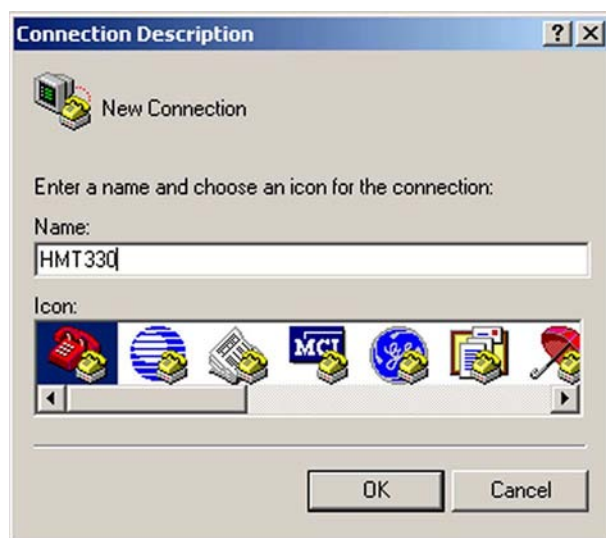 Connection Description
New Connection
Enter a name and choose an icon for the connection:
Name:
HMT330
Icon:
MCI
OK
Cancel